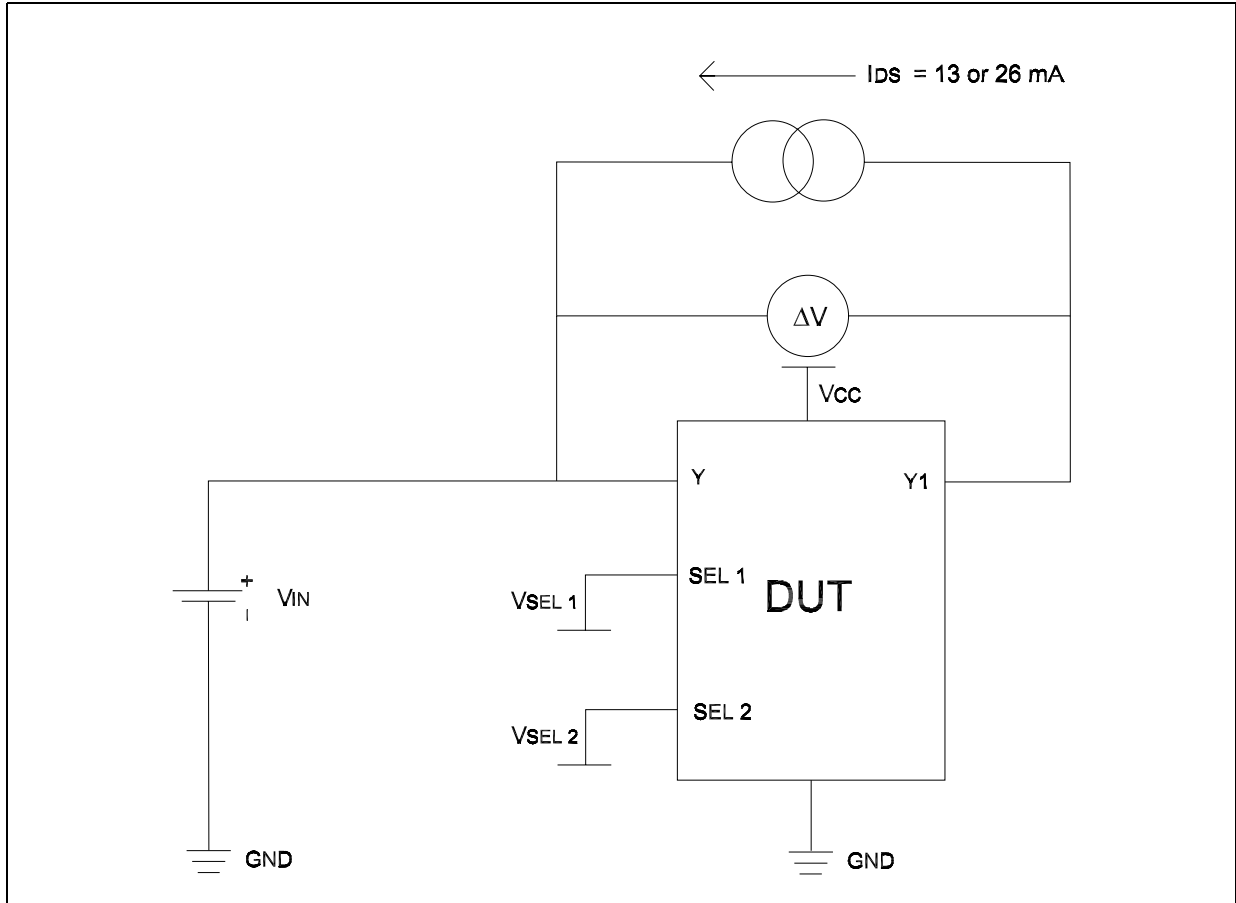 IDS = 13 or 26 mA
ΔV
VCC
Y
Y1
SEL 1
DUT
+
VIN
VSEL 1
SEL 2
VSEL 2
GND
GND